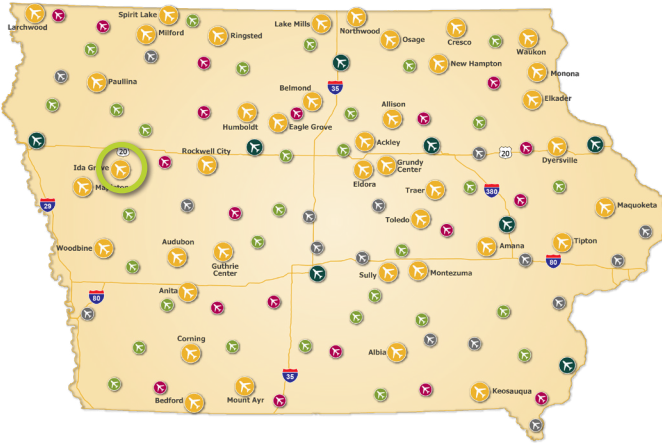 Larchwood
Spirit Lake
Milford
Ringsted
Lake Mills
Northwood
Osage
Cresco
Waukon
New Hampton
Monona
Paullina
35
Belmond
Elkader
Humboldt
Eagle Grove
Allison
Ackley
20
Ida Grove
Rockwell City
20
Dyersville
Eldora
Grundy
Center
Traer
380
29
Maquoketa
Toledo
Woodbine
Audubon
Guthrie
Center
Amana
Tipton
80
Sully
Montezuma
Anita
80
Corning
Albia
35
Bedford
Mount Ayr
Keosauqua